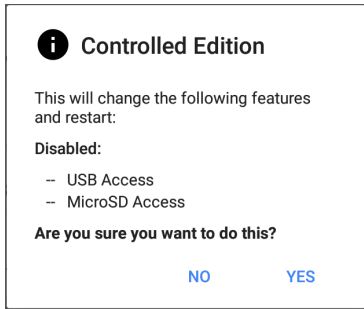 Controlled Edition
This will change the following features
and restart:
Disabled:
-- USB Access
-- MicroSD Access
Are you sure you want to do this?
NO YES